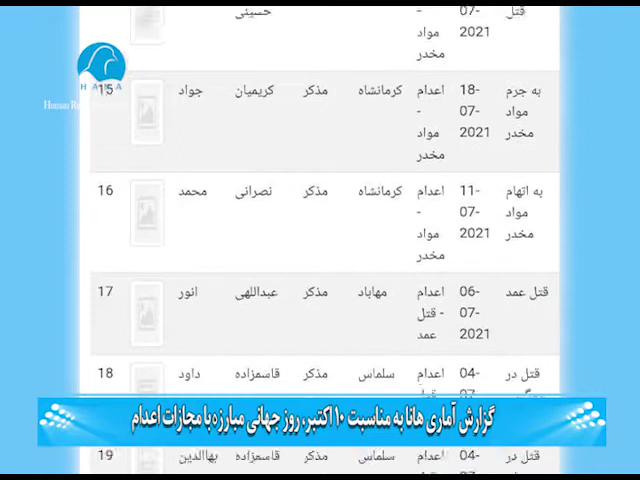 حسینی - مواد مخدر 07- 2021 قتل
HANA
Human R
15 جواد کریمیان مذکر کرمانشاه اعدام - مواد مخدر 18-07-2021 به جرم مواد مخدر
16 محمد نصرانی مذکر کرمانشاه اعدام - مواد مخدر 11-07-2021 به اتهام مواد مخدر
17 انور عبداللهی مذکر مهاباد اعدام - قتل عمد 06-07-2021 قتل عمد
18 داود قاسمزاده مذکر سلماس اعدام 04- قتل در
گزارش آماری هانا به مناسبت ۱۰ اکتبر، روز جهانی مبارزه با مجازات اعدام
19 بهاالدین قاسمزاده مذکر سلماس اعدام 04- قتل در